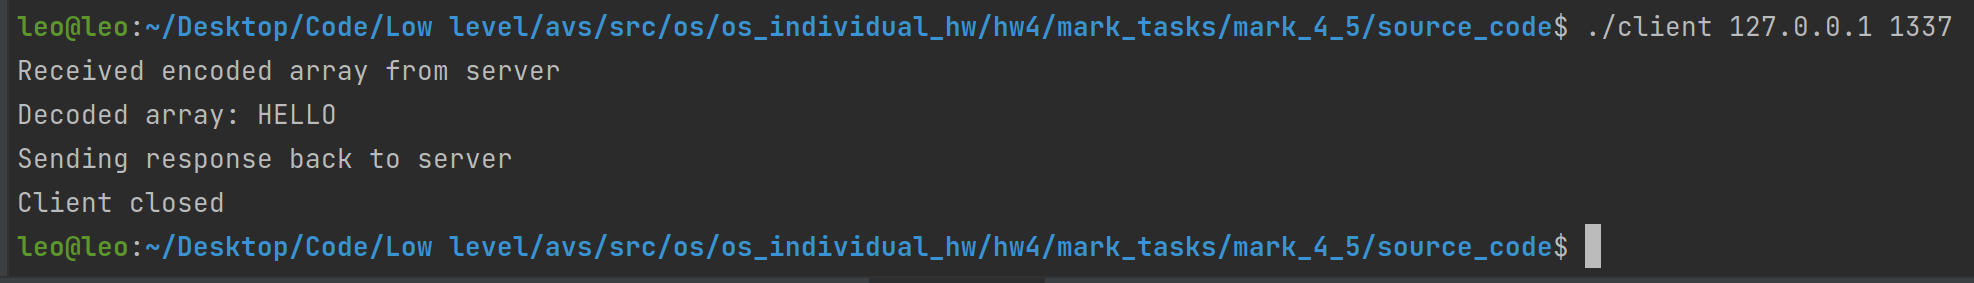 leo@leo:~/Desktop/Code/Low level/avs/src/os/os_individual_hw/hw4/mark_tasks/mark_4_5/source_code$ ./client 127.0.0.1 1337
Received encoded array from server
Decoded array: HELLO
Sending response back to server
Client closed
leo@leo:~/Desktop/Code/Low level/avs/src/os/os_individual_hw/hw4/mark_tasks/mark_4_5/source_code$